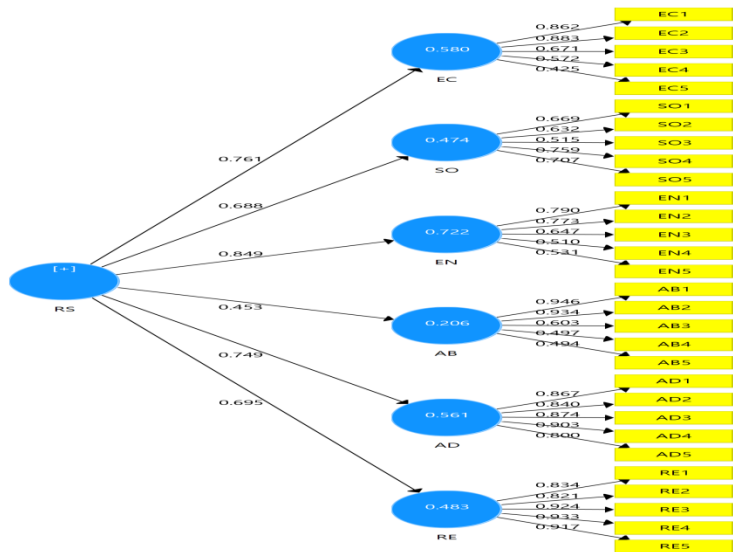 [+]
RS
0.761
0.688
0.849
0.453
0.749
0.695
0.580
EC
0.862
0.883
0.671
0.572
0.425
EC1
EC2
EC3
EC4
EC5
0.474
SO
0.669
0.632
0.515
0.759
0.707
SO1
SO2
SO3
SO4
SO5
0.722
EN
0.790
0.773
0.647
0.510
0.531
EN1
EN2
EN3
EN4
EN5
0.206
AB
0.946
0.934
0.603
0.497
0.494
AB1
AB2
AB3
AB4
AB5
0.561
AD
0.867
0.840
0.874
0.903
0.800
AD1
AD2
AD3
AD4
AD5
0.483
RE
0.834
0.821
0.924
0.933
0.917
RE1
RE2
RE3
RE4
RE5